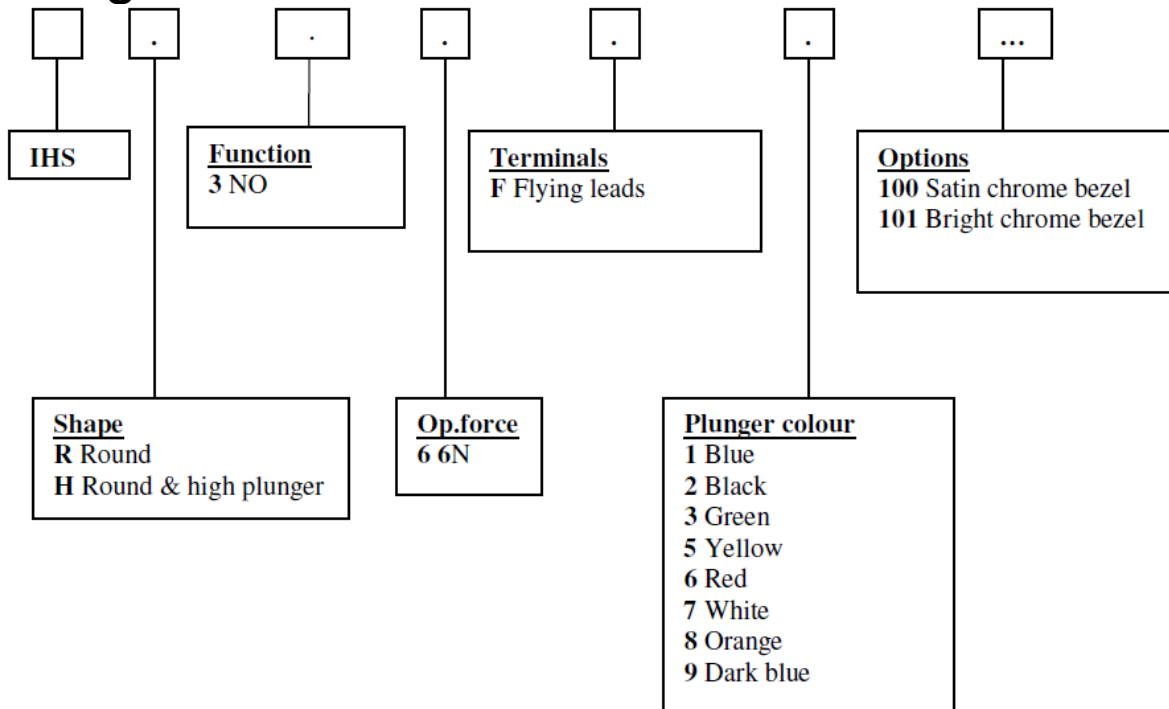 . . . . . ...
IHS
Function
3 NO
Terminals
F Flying leads
Options
100 Satin chrome bezel
101 Bright chrome bezel
Shape
R Round
H Round & high plunger
Op.force
6 6N
Plunger colour
1 Blue
2 Black
3 Green
5 Yellow
6 Red
7 White
8 Orange
9 Dark blue